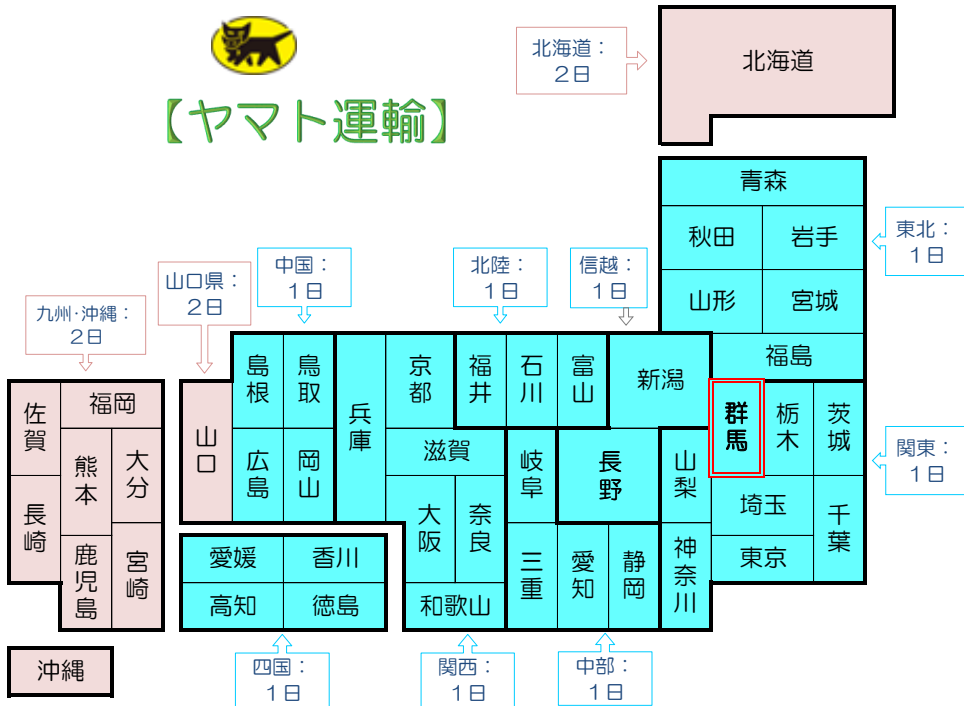 【ヤマト運輸】
北海道：
2日
北海道
青森
秋田
岩手
山形
宮城
福島
東北：
1日
中国：
1日
北陸：
1日
信越：
1日
山口県：
2日
九州･沖縄：
2日
島根
鳥取
兵庫
京都
福井
石川
富山
新潟
群馬
栃木
茨城
関東：
1日
佐賀
福岡
山口
広島
岡山
滋賀
岐阜
長野
山梨
埼玉
千葉
熊本
大分
長崎
大阪
奈良
三重
愛知
静岡
神奈川
東京
鹿児島
宮崎
愛媛
香川
高知
徳島
和歌山
沖縄
四国：
1日
関西：
1日
中部：
1日